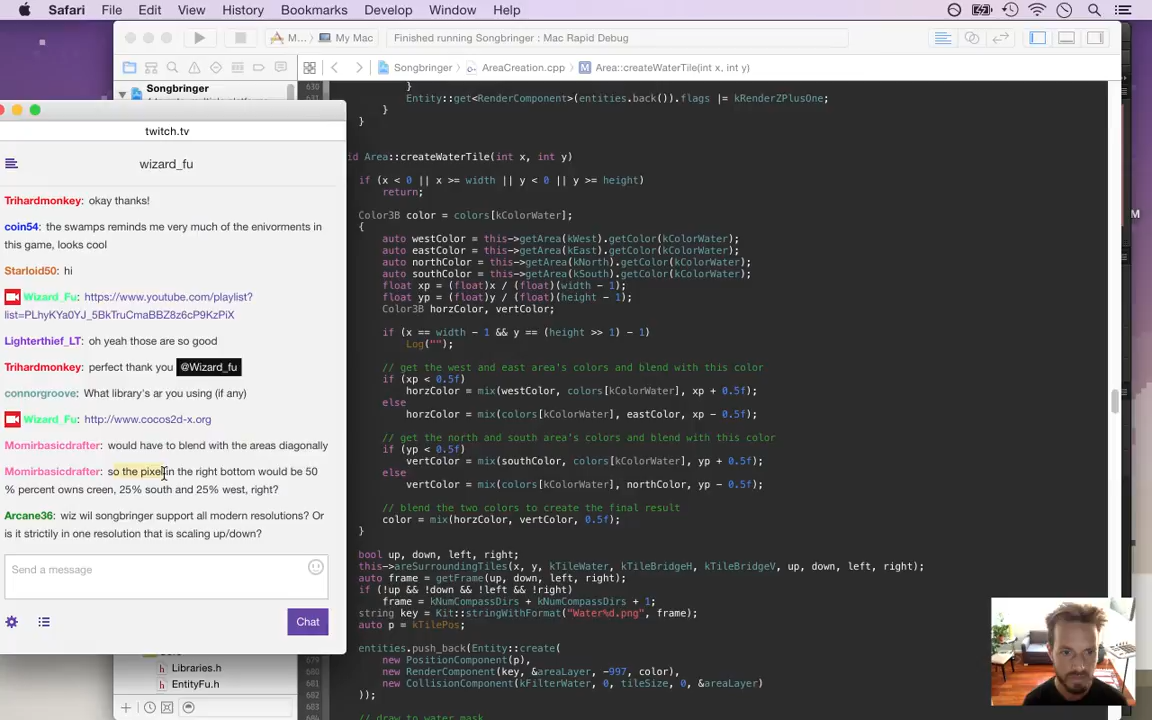 Safari File Edit View History Bookmarks Develop Window Help
M... My Mac
Finished running Songbringer : Mac Rapid Debug
Songbringer AreaCreation.cpp Area::createWaterTile(int x, int y)
Songbringer
twitch.tv
wizard_fu
Trihardmonkey: okay thanks!
coin54: the swamps reminds me very much of the enivorments in
this game, looks cool
Starloid50: hi
Wizard_Fu: https://www.youtube.com/playlist?
list=PLhyKYa0YJ_5BkTruCmaBBZ8z6cP9KzPiX
Lighterthief_LT: oh yeah those are so good
Trihardmonkey: perfect thank you @Wizard_fu
connorgroove: What library's ar you using (if any)
Wizard_Fu: http://www.cocos2d-x.org
Momirbasicdrafter: would have to blend with the areas diagonally
Momirbasicdrafter: so the pixel in the right bottom would be 50
% percent owns creen, 25% south and 25% west, right?
Arcane36: wiz wil songbringer support all modern resolutions? Or
is it strictily in one resolution that is scaling up/down?
Send a message
Chat
Libraries.h
EntityFu.h
630
631
}
Entity::get<RenderComponent>(entities.back()).flags |= kRenderZPlusOne;
}
}
id Area::createWaterTile(int x, int y)
if (x < 0 || x >= width || y < 0 || y >= height)
return;
Color3B color = colors[kColorWater];
{
auto westColor = this->getArea(kWest).getColor(kColorWater);
auto eastColor = this->getArea(kEast).getColor(kColorWater);
auto northColor = this->getArea(kNorth).getColor(kColorWater);
auto southColor = this->getArea(kSouth).getColor(kColorWater);
float xp = (float)x / (float)(width - 1);
float yp = (float)y / (float)(height - 1);
Color3B horzColor, vertColor;
if (x == width - 1 && y == (height >> 1) - 1)
Log("");
// get the west and east area's colors and blend with this color
if (xp < 0.5f)
horzColor = mix(westColor, colors[kColorWater], xp + 0.5f);
else
horzColor = mix(colors[kColorWater], eastColor, xp - 0.5f);
// get the north and south area's colors and blend with this color
if (yp < 0.5f)
vertColor = mix(southColor, colors[kColorWater], yp + 0.5f);
else
vertColor = mix(colors[kColorWater], northColor, yp - 0.5f);
// blend the two colors to create the final result
color = mix(horzColor, vertColor, 0.5f);
}
bool up, down, left, right;
this->areSurroundingTiles(x, y, kTileWater, kTileBridgeH, kTileBridgeV, up, down, left, right);
auto frame = getFrame(up, down, left, right);
if (!up && !down && !left && !right)
frame = kNumCompassDirs + kNumCompassDirs + 1;
string key = Kit::stringWithFormat("Water%d.png", frame);
auto p = kTilePos;
entities.push_back(Entity::create(
679 new PositionComponent(p),
680 new RenderComponent(key, &areaLayer, -997, color),
681 new CollisionComponent(kFilterWater, 0, tileSize, 0, &areaLayer)
682 ));
683
684 // draw to water mask
M